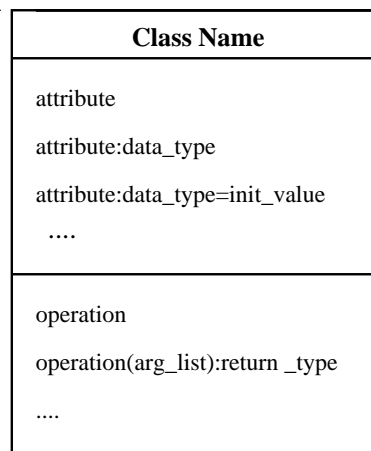 Class Name
attribute
attribute:data_type
attribute:data_type=init_value
....
operation
operation(arg_list):return _type
....